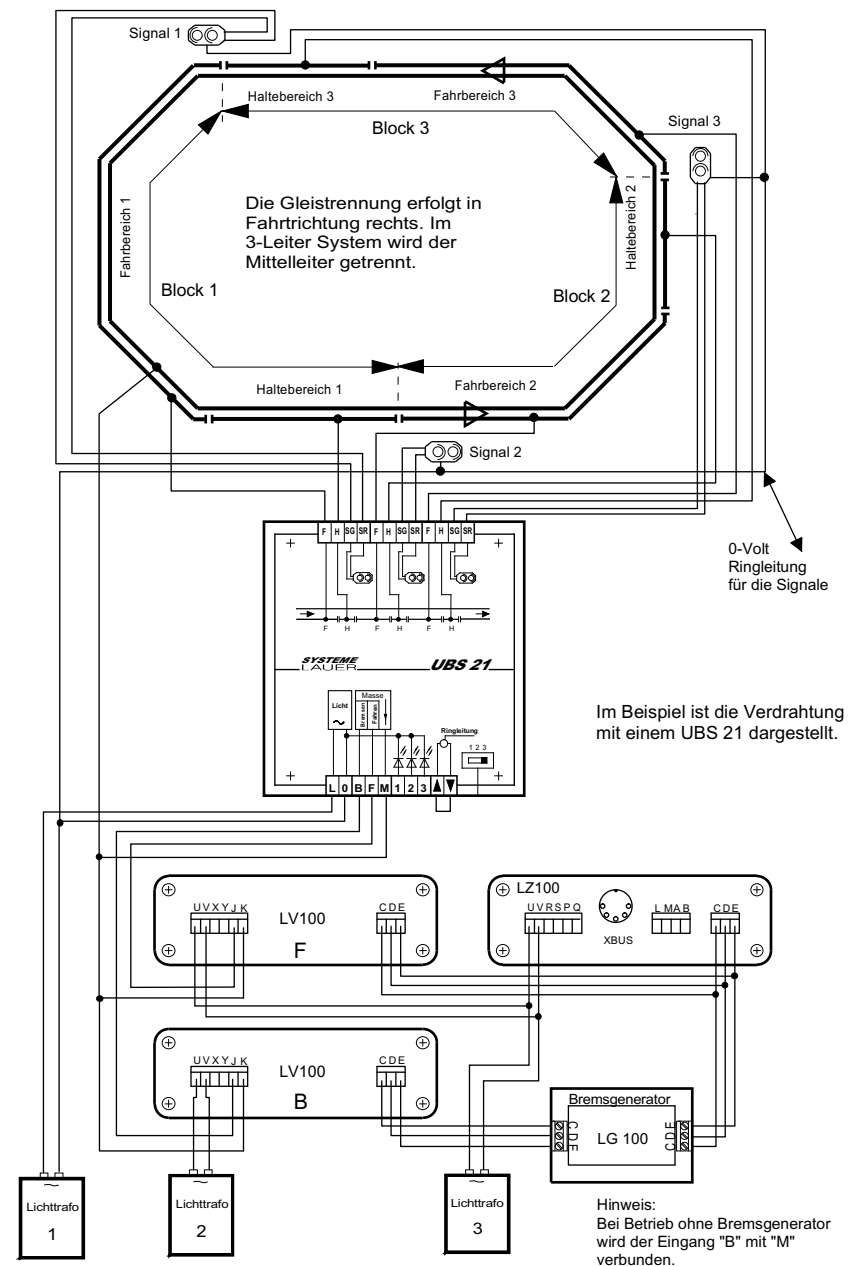 Signal 1
Haltebereich 3
Fahrbereich 3
Signal 3
Block 3
Fahrbereich 1
Haltebereich 2
Die Gleistrennung erfolgt in
Fahrtrichtung rechts. Im
3-Leiter System wird der
Mittelleiter getrennt.
Block 1
Block 2
Haltebereich 1
Fahrbereich 2
Signal 2
0-Volt
Ringleitung
für die Signale
F H SG SR F H SG SR F H SG SR
F H F H F H
SYSTEME
LAUER
UBS 21
Im Beispiel ist die Verdrahtung
mit einem UBS 21 dargestellt.
Licht
~
Masse
Bremsen
Fahren
Ringleitung
1 2 3
L 0 B F M 1 2 3
LV100
F
U V X Y J K
C D E
LZ100
U V R S P Q
XBUS
L M A B
C D E
LV100
B
U V X Y J K
C D E
Bremsgenerator
C D E
LG 100
C D E
~
Lichttrafo
1
~
Lichttrafo
2
~
Lichttrafo
3
Hinweis:
Bei Betrieb ohne Bremsgenerator
wird der Eingang "B" mit "M"
verbunden.